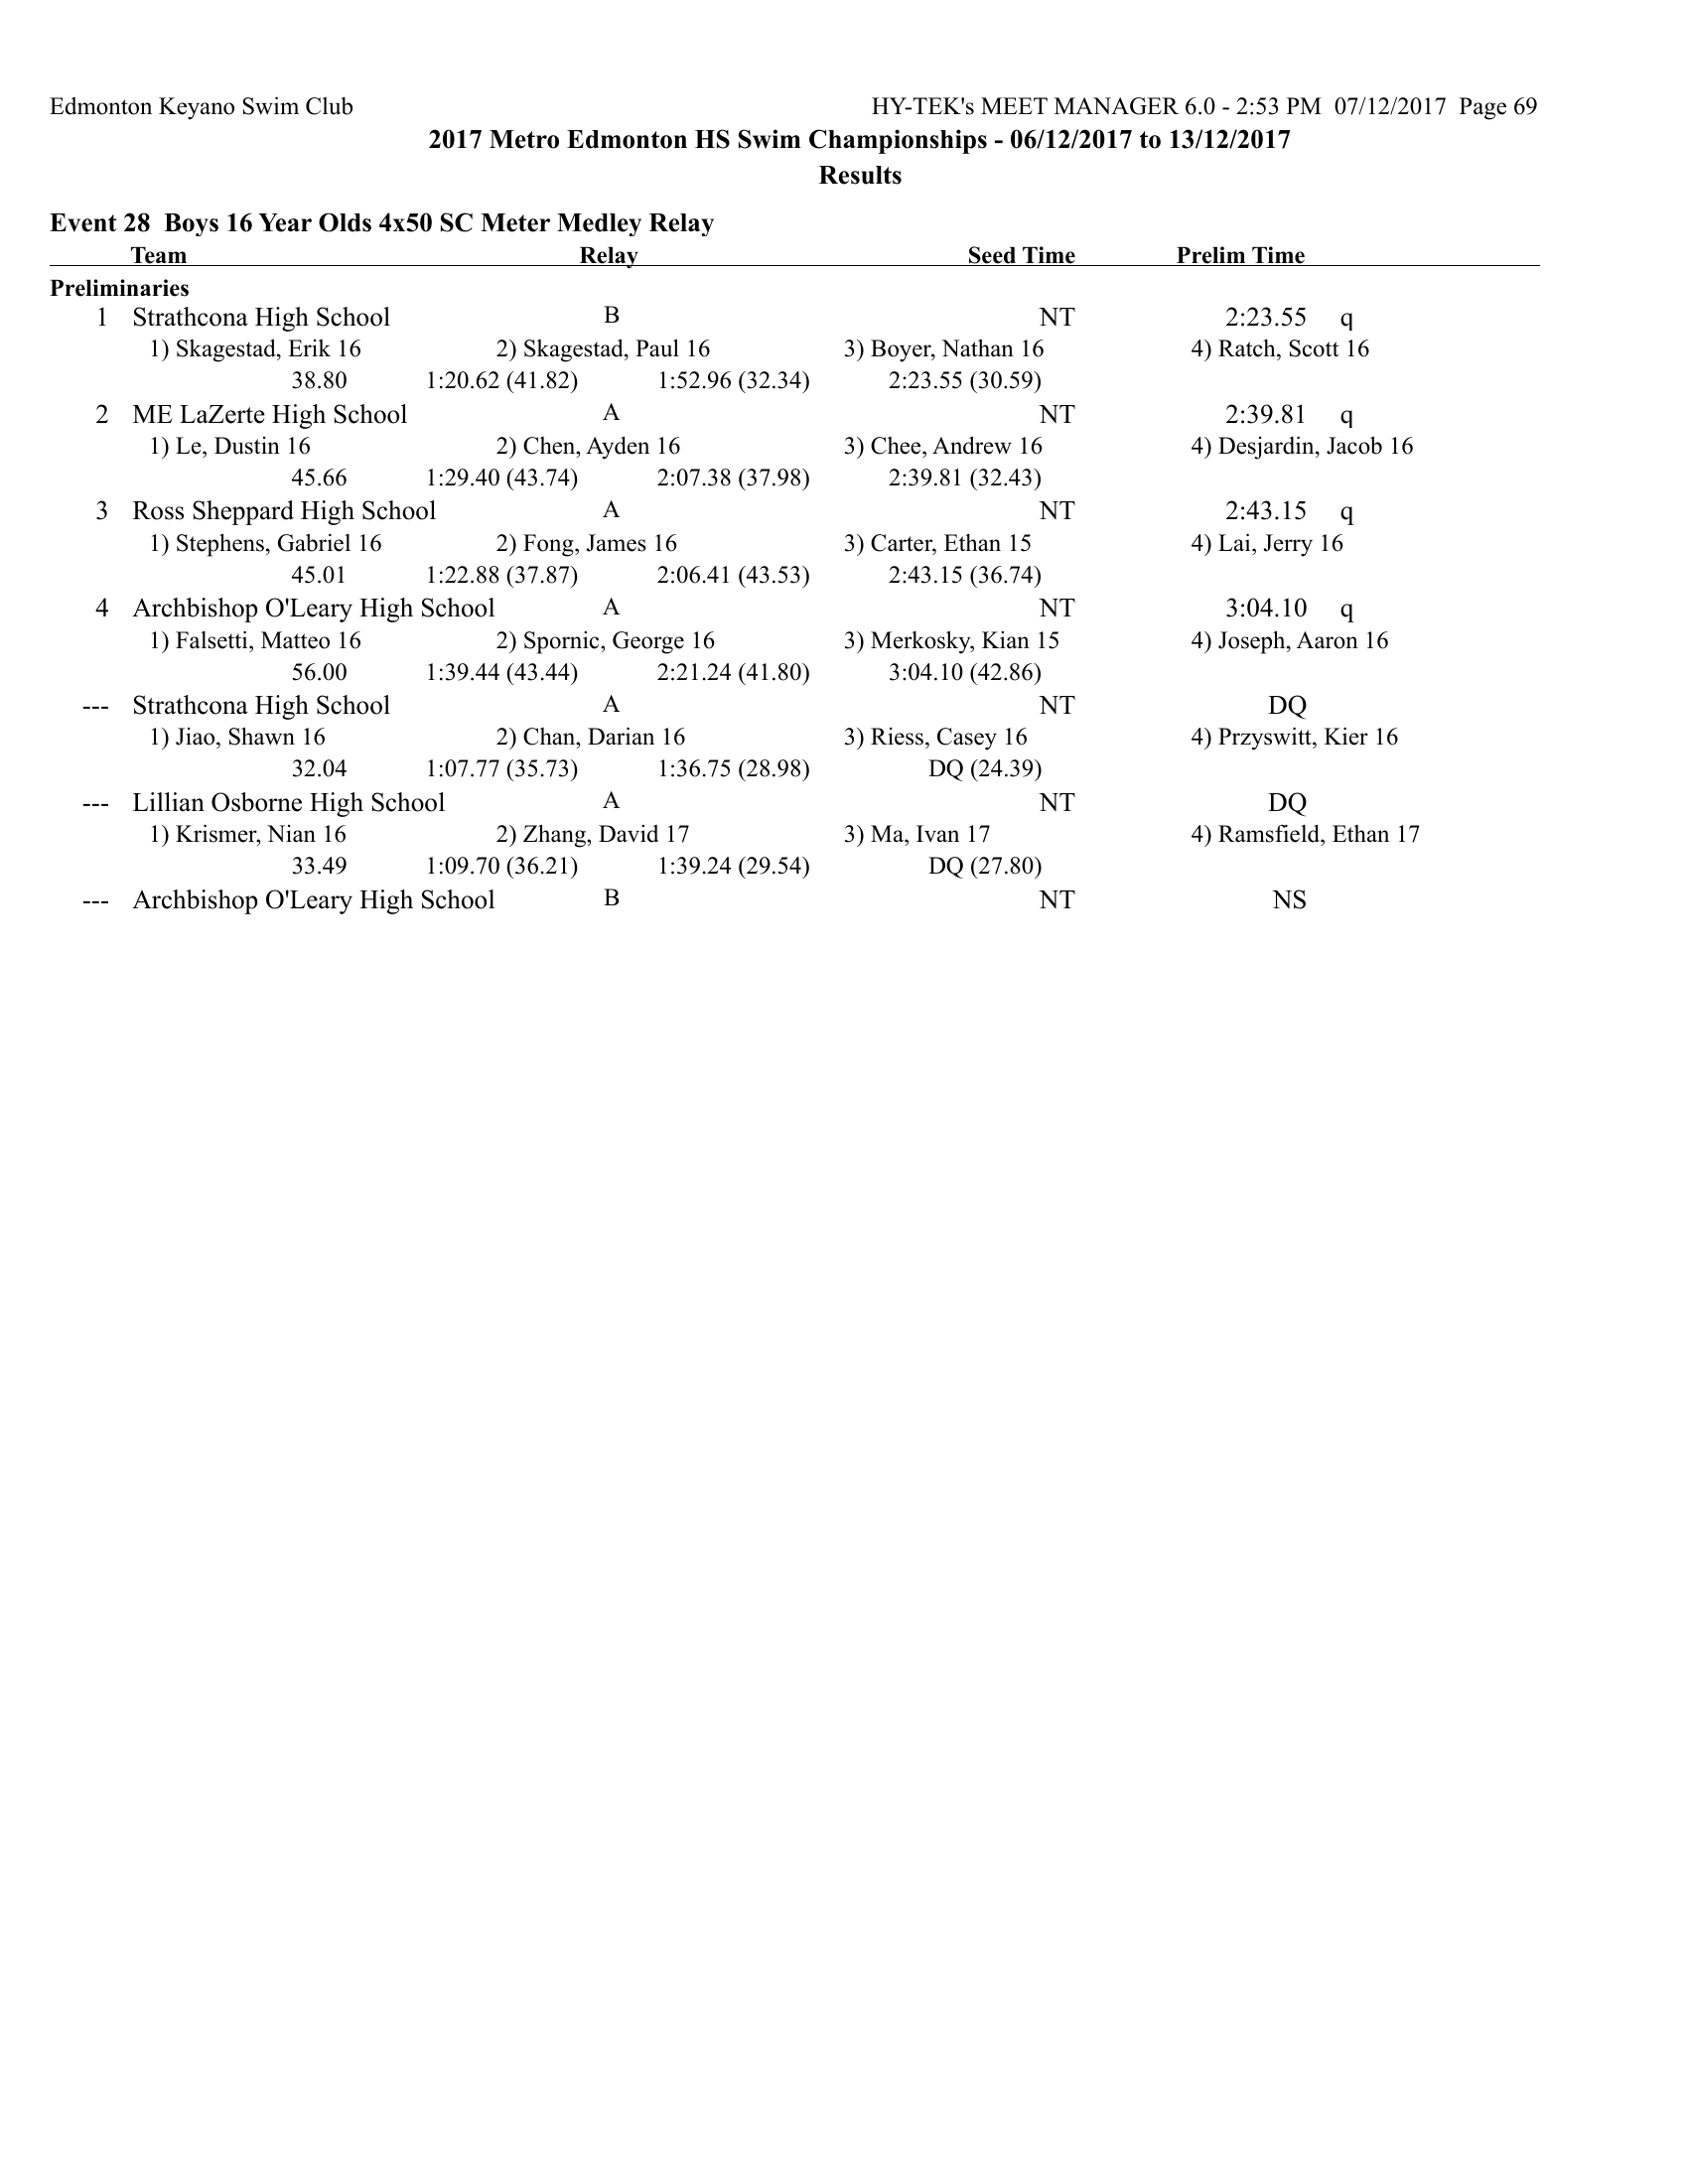 Edmonton Keyano Swim Club HY-TEK's MEET MANAGER 6.0 - 2:53 PM 07/12/2017 Page 69
2017 Metro Edmonton HS Swim Championships - 06/12/2017 to 13/12/2017
Results
Event 28 Boys 16 Year Olds 4x50 SC Meter Medley Relay
Team Relay Seed Time Prelim Time
Preliminaries
1 Strathcona High School B NT 2:23.55 q
1) Skagestad, Erik 16 2) Skagestad, Paul 16 3) Boyer, Nathan 16 4) Ratch, Scott 16
38.80 1:20.62 (41.82) 1:52.96 (32.34) 2:23.55 (30.59)
2 ME LaZerte High School A NT 2:39.81 q
1) Le, Dustin 16 2) Chen, Ayden 16 3) Chee, Andrew 16 4) Desjardin, Jacob 16
45.66 1:29.40 (43.74) 2:07.38 (37.98) 2:39.81 (32.43)
3 Ross Sheppard High School A NT 2:43.15 q
1) Stephens, Gabriel 16 2) Fong, James 16 3) Carter, Ethan 15 4) Lai, Jerry 16
45.01 1:22.88 (37.87) 2:06.41 (43.53) 2:43.15 (36.74)
4 Archbishop O'Leary High School A NT 3:04.10 q
1) Falsetti, Matteo 16 2) Spornic, George 16 3) Merkosky, Kian 15 4) Joseph, Aaron 16
56.00 1:39.44 (43.44) 2:21.24 (41.80) 3:04.10 (42.86)
--- Strathcona High School A NT DQ
1) Jiao, Shawn 16 2) Chan, Darian 16 3) Riess, Casey 16 4) Przyswitt, Kier 16
32.04 1:07.77 (35.73) 1:36.75 (28.98) DQ (24.39)
--- Lillian Osborne High School A NT DQ
1) Krismer, Nian 16 2) Zhang, David 17 3) Ma, Ivan 17 4) Ramsfield, Ethan 17
33.49 1:09.70 (36.21) 1:39.24 (29.54) DQ (27.80)
--- Archbishop O'Leary High School B NT NS